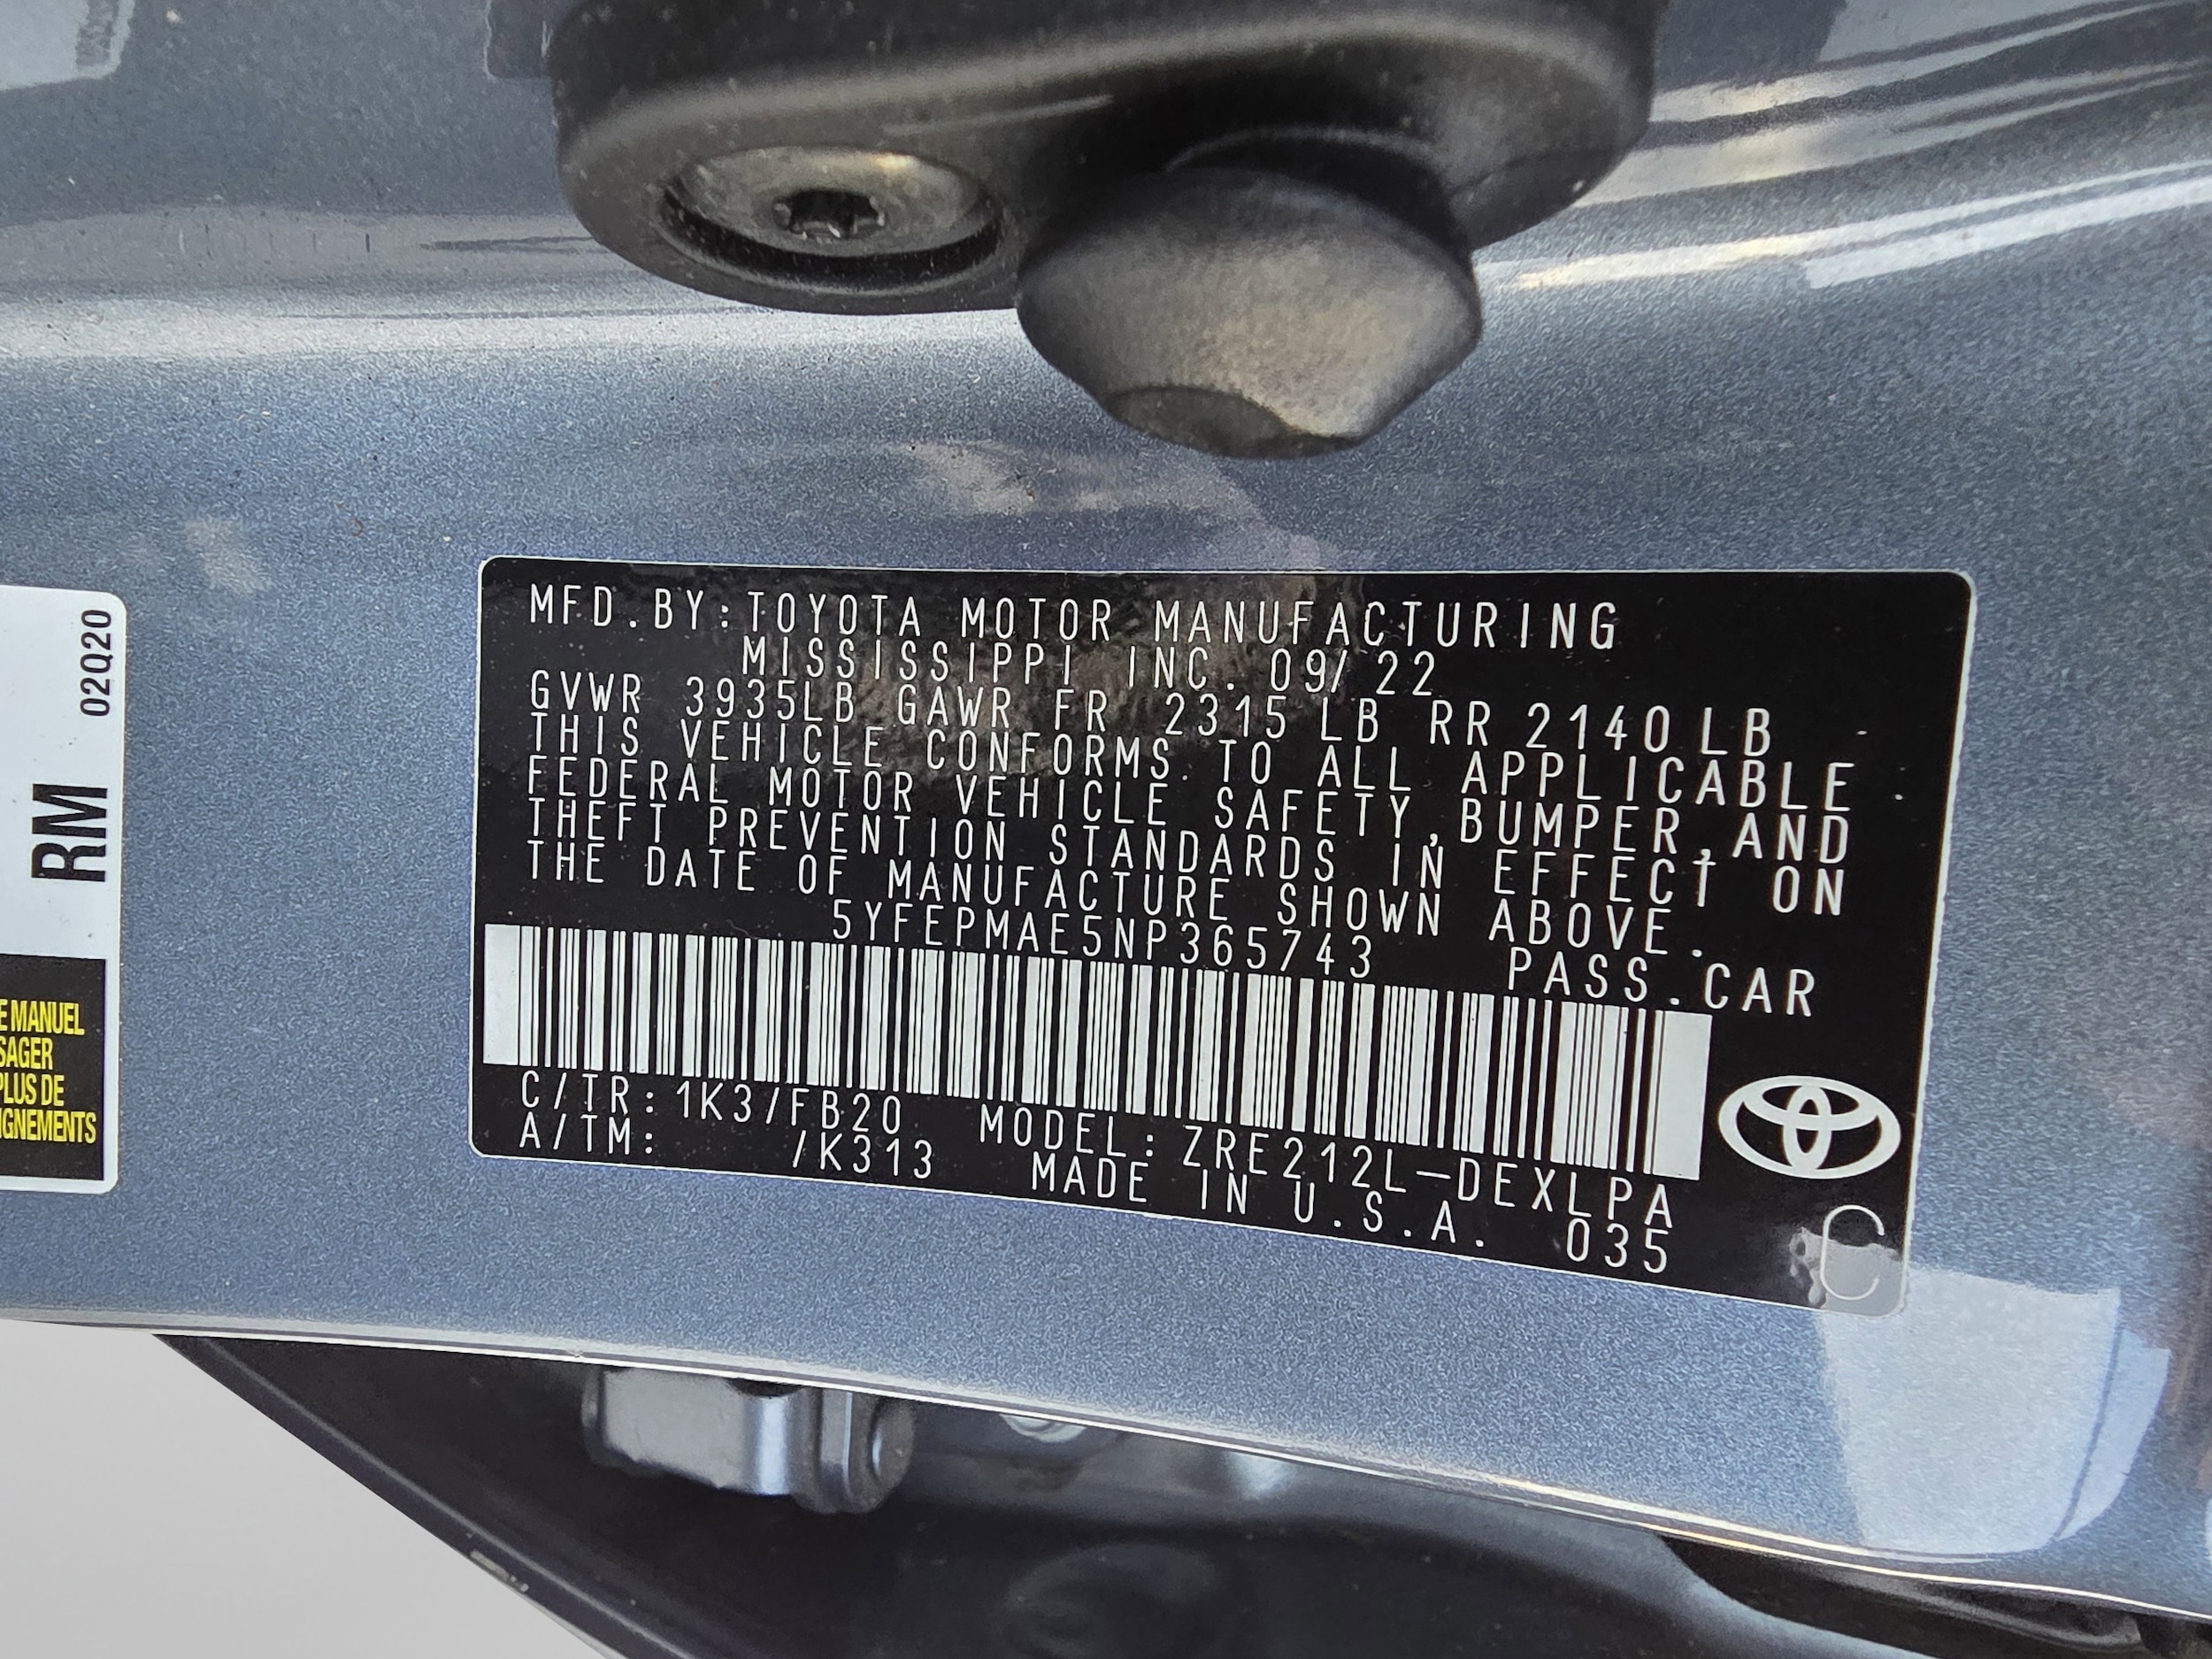 02Q20
RM
E MANUEL
SAGER
PLUS DE
IGNEMENTS
MFD.BY:TOYOTA MOTOR MANUFACTURING
MISSISSIPPI INC. 09/22
GVWR 3935LB GAWR FR 2315LB RR 2140LB
THIS VEHICLE CONFORMS TO ALL APPLICABLE
FEDERAL MOTOR VEHICLE SAFETY,BUMPER,AND
THEFT PREVENTION STANDARDS IN EFFECT ON
THE DATE OF MANUFACTURE SHOWN ABOVE.
5YFEPMAE5NP365743 PASS.CAR
C/TR:1K3/FB20 MODEL:ZRE212L-DEXLPA
A/TM: /K313 MADE IN U.S.A. 035
C